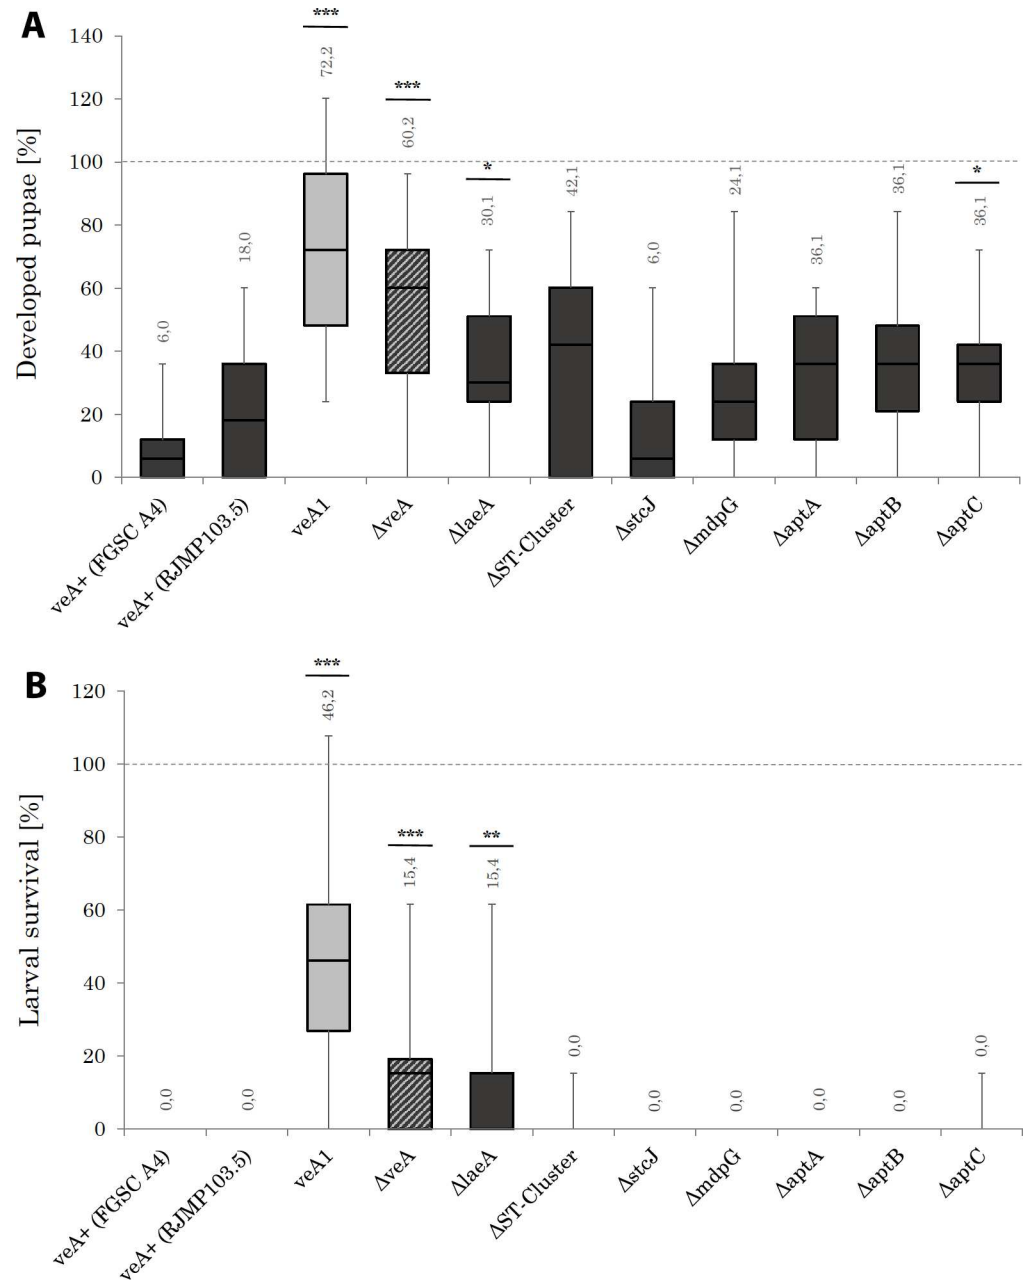 A
Developed pupae [%]
140
120
100
80
60
40
20
0
6,0
18,0
***
72,2
***
60,2
*
30,1
42,1
6,0
24,1
36,1
36,1
*
36,1
veA+ (FGSC A4)
veA+ (RJMP103.5)
veA1
ΔveA
ΔlaeA
ΔST-Cluster
ΔstcJ
ΔmdpG
ΔaptA
ΔaptB
ΔaptC
B
Larval survival [%]
120
100
80
60
40
20
0
0,0
0,0
***
46,2
***
15,4
**
15,4
0,0
0,0
0,0
0,0
0,0
0,0
veA+ (FGSC A4)
veA+ (RJMP103.5)
veA1
ΔveA
ΔlaeA
ΔST-Cluster
ΔstcJ
ΔmdpG
ΔaptA
ΔaptB
ΔaptC